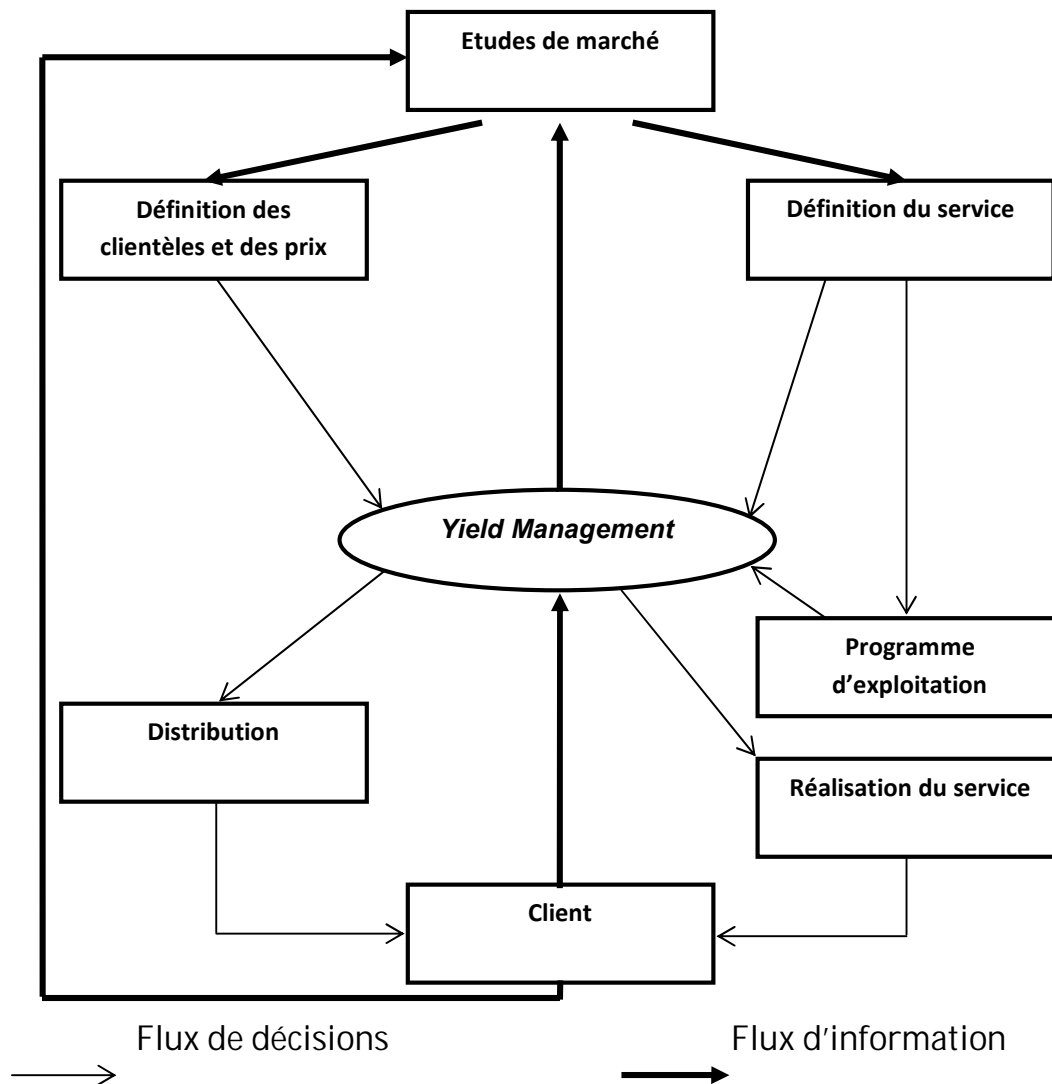 Etudes de marché
Définition des
clientèles et des prix
Définition du service
Yield Management
Programme
d’exploitation
Distribution
Réalisation du service
Client
Flux de décisions
Flux d’information